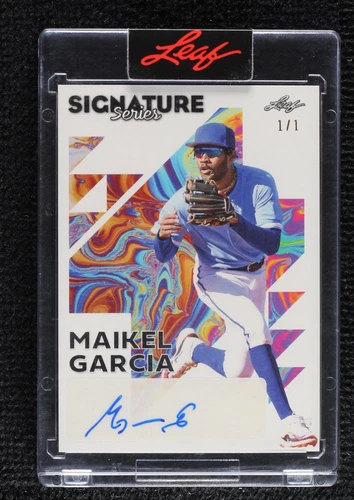 Leaf
SIGNATURE
Series
Leaf
1/1
MAIKEL
GARCIA